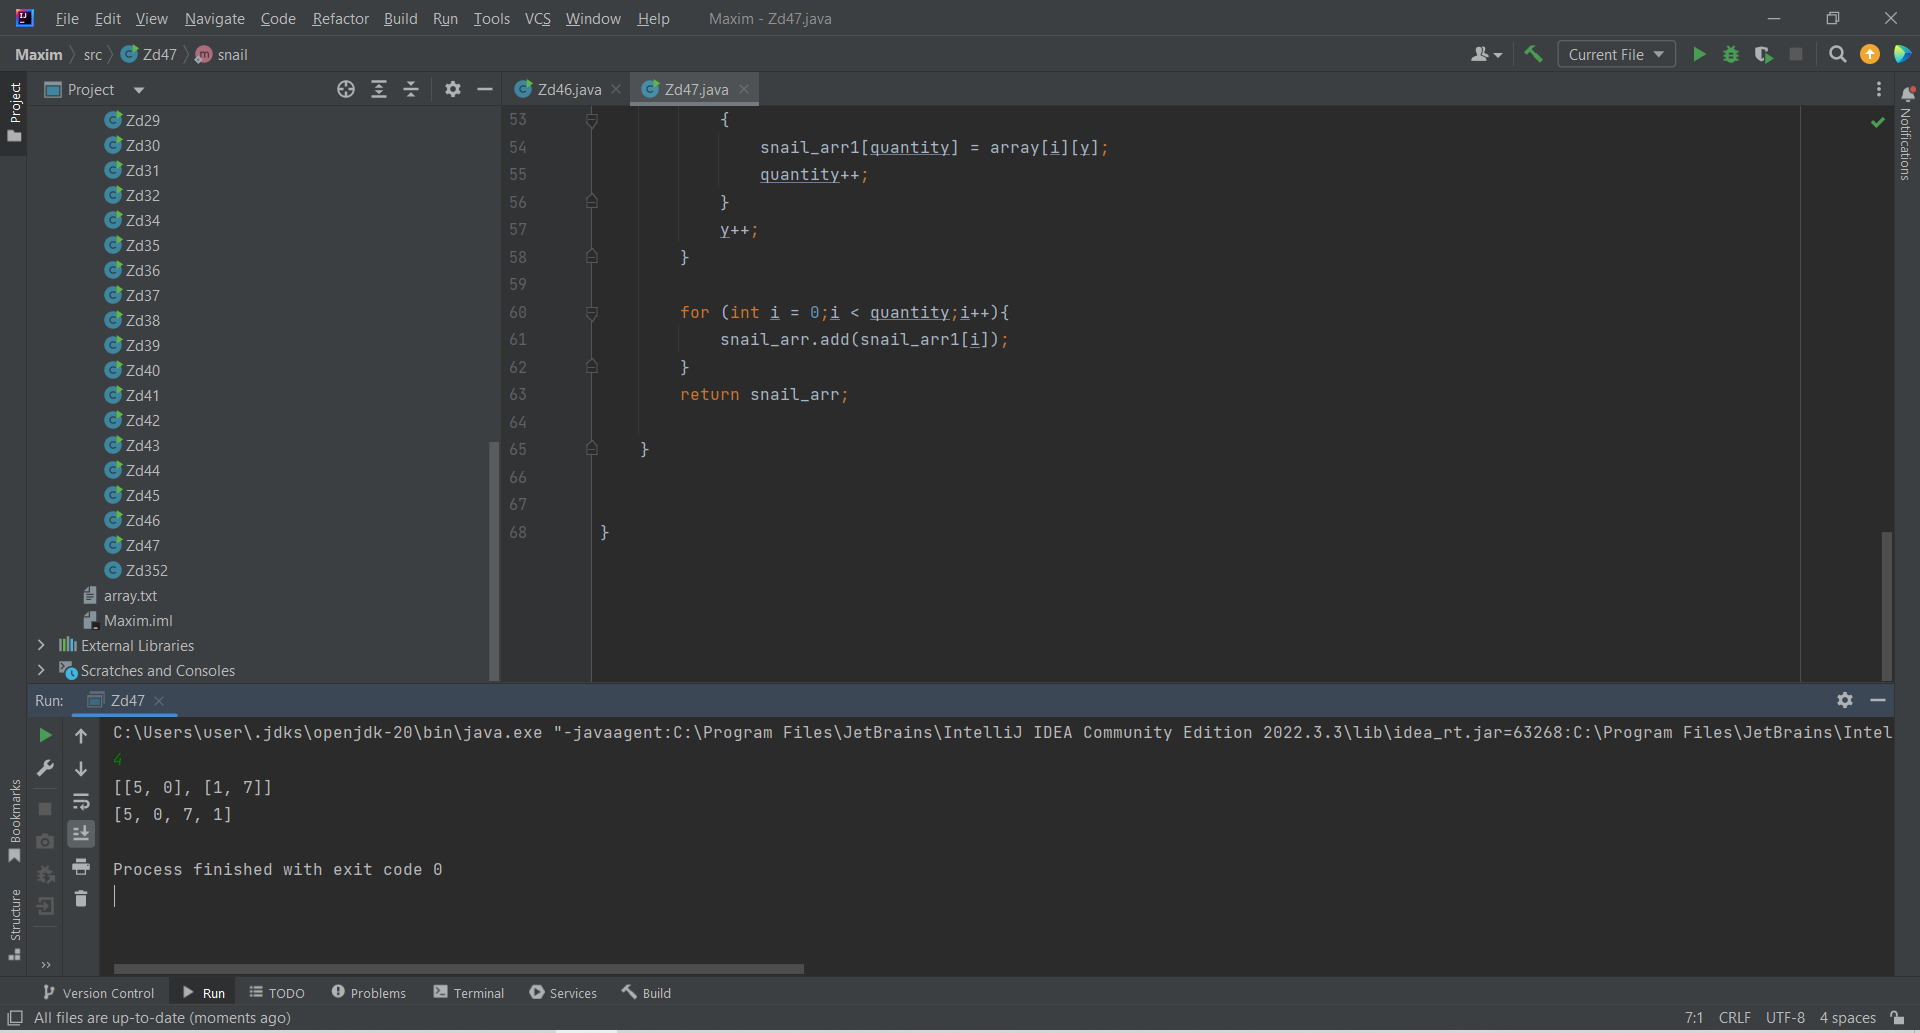 File Edit View Navigate Code Refactor Build Run Tools VCS Window Help Maxim - Zd47.java
Maxim src Zd47 snail Current File
Project
Project
Zd46.java
Zd47.java
Zd29
Zd30
Zd31
Zd32
Zd34
Zd35
Zd36
Zd37
Zd38
Zd39
Zd40
Zd41
Zd42
Zd43
Zd44
Zd45
Zd46
Zd47
Zd352
array.txt
Maxim.iml
External Libraries
Scratches and Consoles
53 {
54 snail_arr1[quantity] = array[i][y];
55 quantity++;
56 }
57 y++;
58 }
59
60 for (int i = 0;i < quantity;i++){
61 snail_arr.add(snail_arr1[i]);
62 }
63 return snail_arr;
64
65 }
66
67
68 }
Notifications
Run: Zd47
C:\Users\user\.jdks\openjdk-20\bin\java.exe "-javaagent:C:\Program Files\JetBrains\IntelliJ IDEA Community Edition 2022.3.3\lib\idea_rt.jar=63268:C:\Program Files\JetBrains\Intel
4
[[5, 0], [1, 7]]
[5, 0, 7, 1]
Process finished with exit code 0
Bookmarks
Structure
Version Control Run TODO Problems Terminal Services Build
All files are up-to-date (moments ago) 7:1 CRLF UTF-8 4 spaces